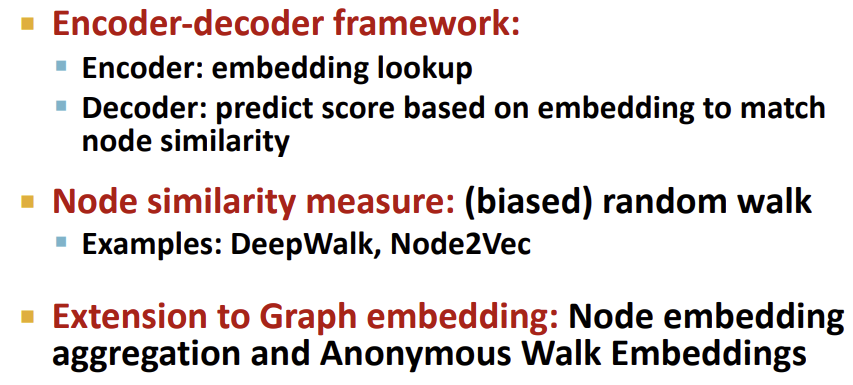 Encoder-decoder framework:
Encoder: embedding lookup
Decoder: predict score based on embedding to match
node similarity
Node similarity measure: (biased) random walk
Examples: DeepWalk, Node2Vec
Extension to Graph embedding: Node embedding
aggregation and Anonymous Walk Embeddings